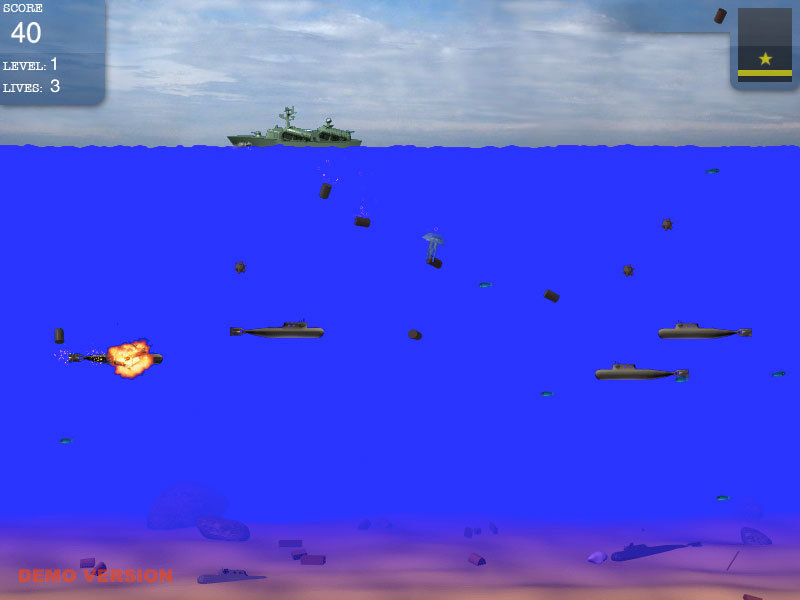 SCORE
40
LEVEL: 1
LIVES: 3
DEMO VERSION